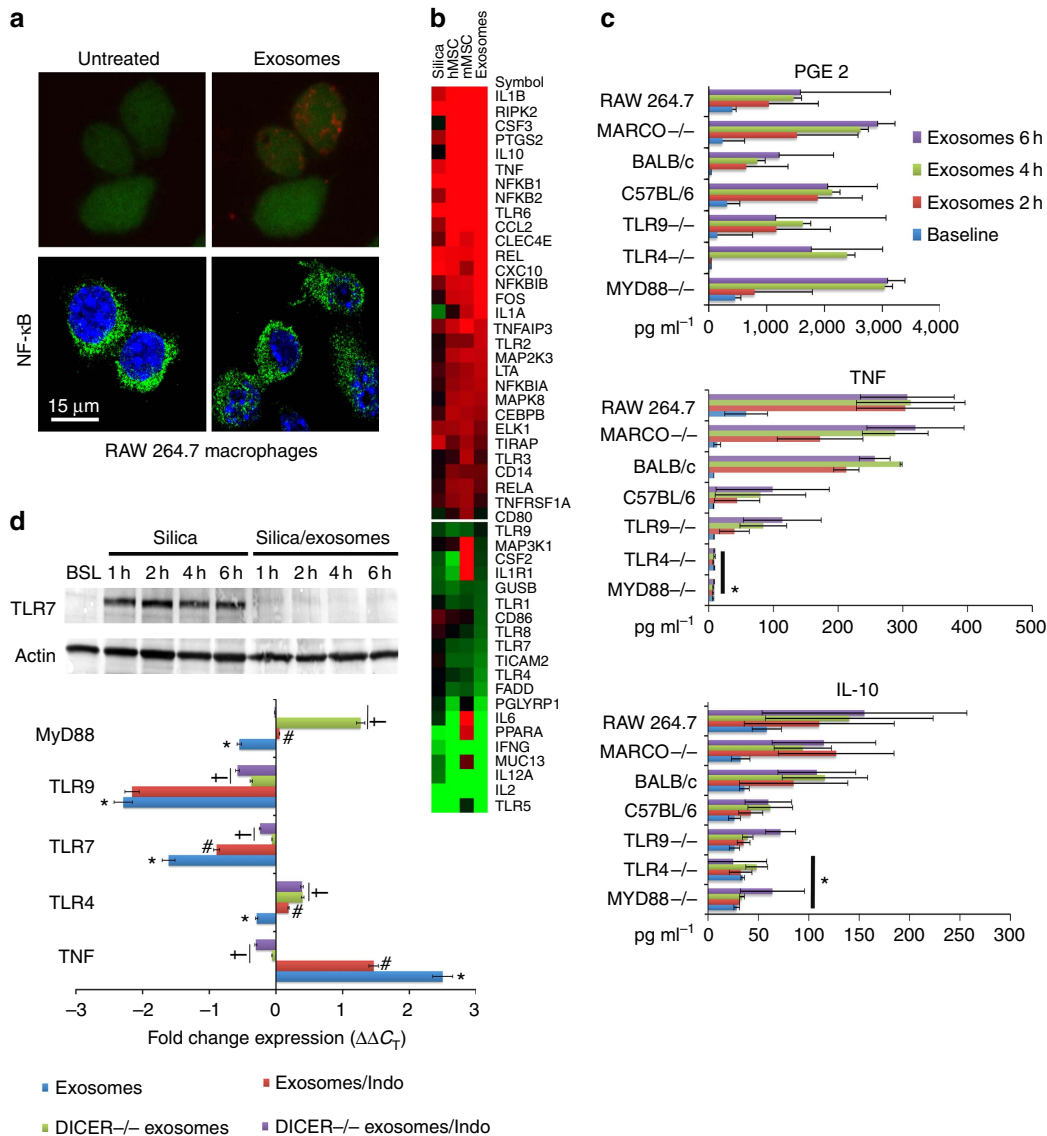 a
Untreated
Exosomes
NF-κB
15 μm
RAW 264.7 macrophages
b
Silica
hMSC
mMSC
Exosomes
Symbol
IL1B
RIPK2
CSF3
PTGS2
IL10
TNF
NFKB1
NFKB2
TLR6
CCL2
CLEC4E
REL
CXC10
NFKBIB
FOS
IL1A
TNFAIP3
TLR2
MAP2K3
LTA
NFKBIA
MAPK8
CEBPB
ELK1
TIRAP
TLR3
CD14
RELA
TNFRSF1A
CD80
TLR9
MAP3K1
CSF2
IL1R1
GUSB
TLR1
CD86
TLR8
TLR7
TICAM2
TLR4
FADD
PGLYRP1
IL6
PPARA
IFNG
MUC13
IL12A
IL2
TLR5
c
PGE 2
RAW 264.7
MARCO–/–
BALB/c
C57BL/6
TLR9–/–
TLR4–/–
MYD88–/–
pg ml⁻¹ 0 1,000 2,000 3,000 4,000
Exosomes 6 h
Exosomes 4 h
Exosomes 2 h
Baseline
TNF
RAW 264.7
MARCO–/–
BALB/c
C57BL/6
TLR9–/–
TLR4–/–
MYD88–/–
*
pg ml⁻¹ 0 100 200 300 400 500
IL-10
RAW 264.7
MARCO–/–
BALB/c
C57BL/6
TLR9–/–
TLR4–/–
MYD88–/–
*
pg ml⁻¹ 0 50 100 150 200 250 300
d
Silica Silica/exosomes
BSL 1 h 2 h 4 h 6 h 1 h 2 h 4 h 6 h
TLR7
Actin
MyD88 * # †
TLR9 * †
TLR7 * # †
TLR4 * # †
TNF † # *
–3 –2 –1 0 1 2 3
Fold change expression (ΔΔC_T)
Exosomes
Exosomes/Indo
DICER–/– exosomes
DICER–/– exosomes/Indo